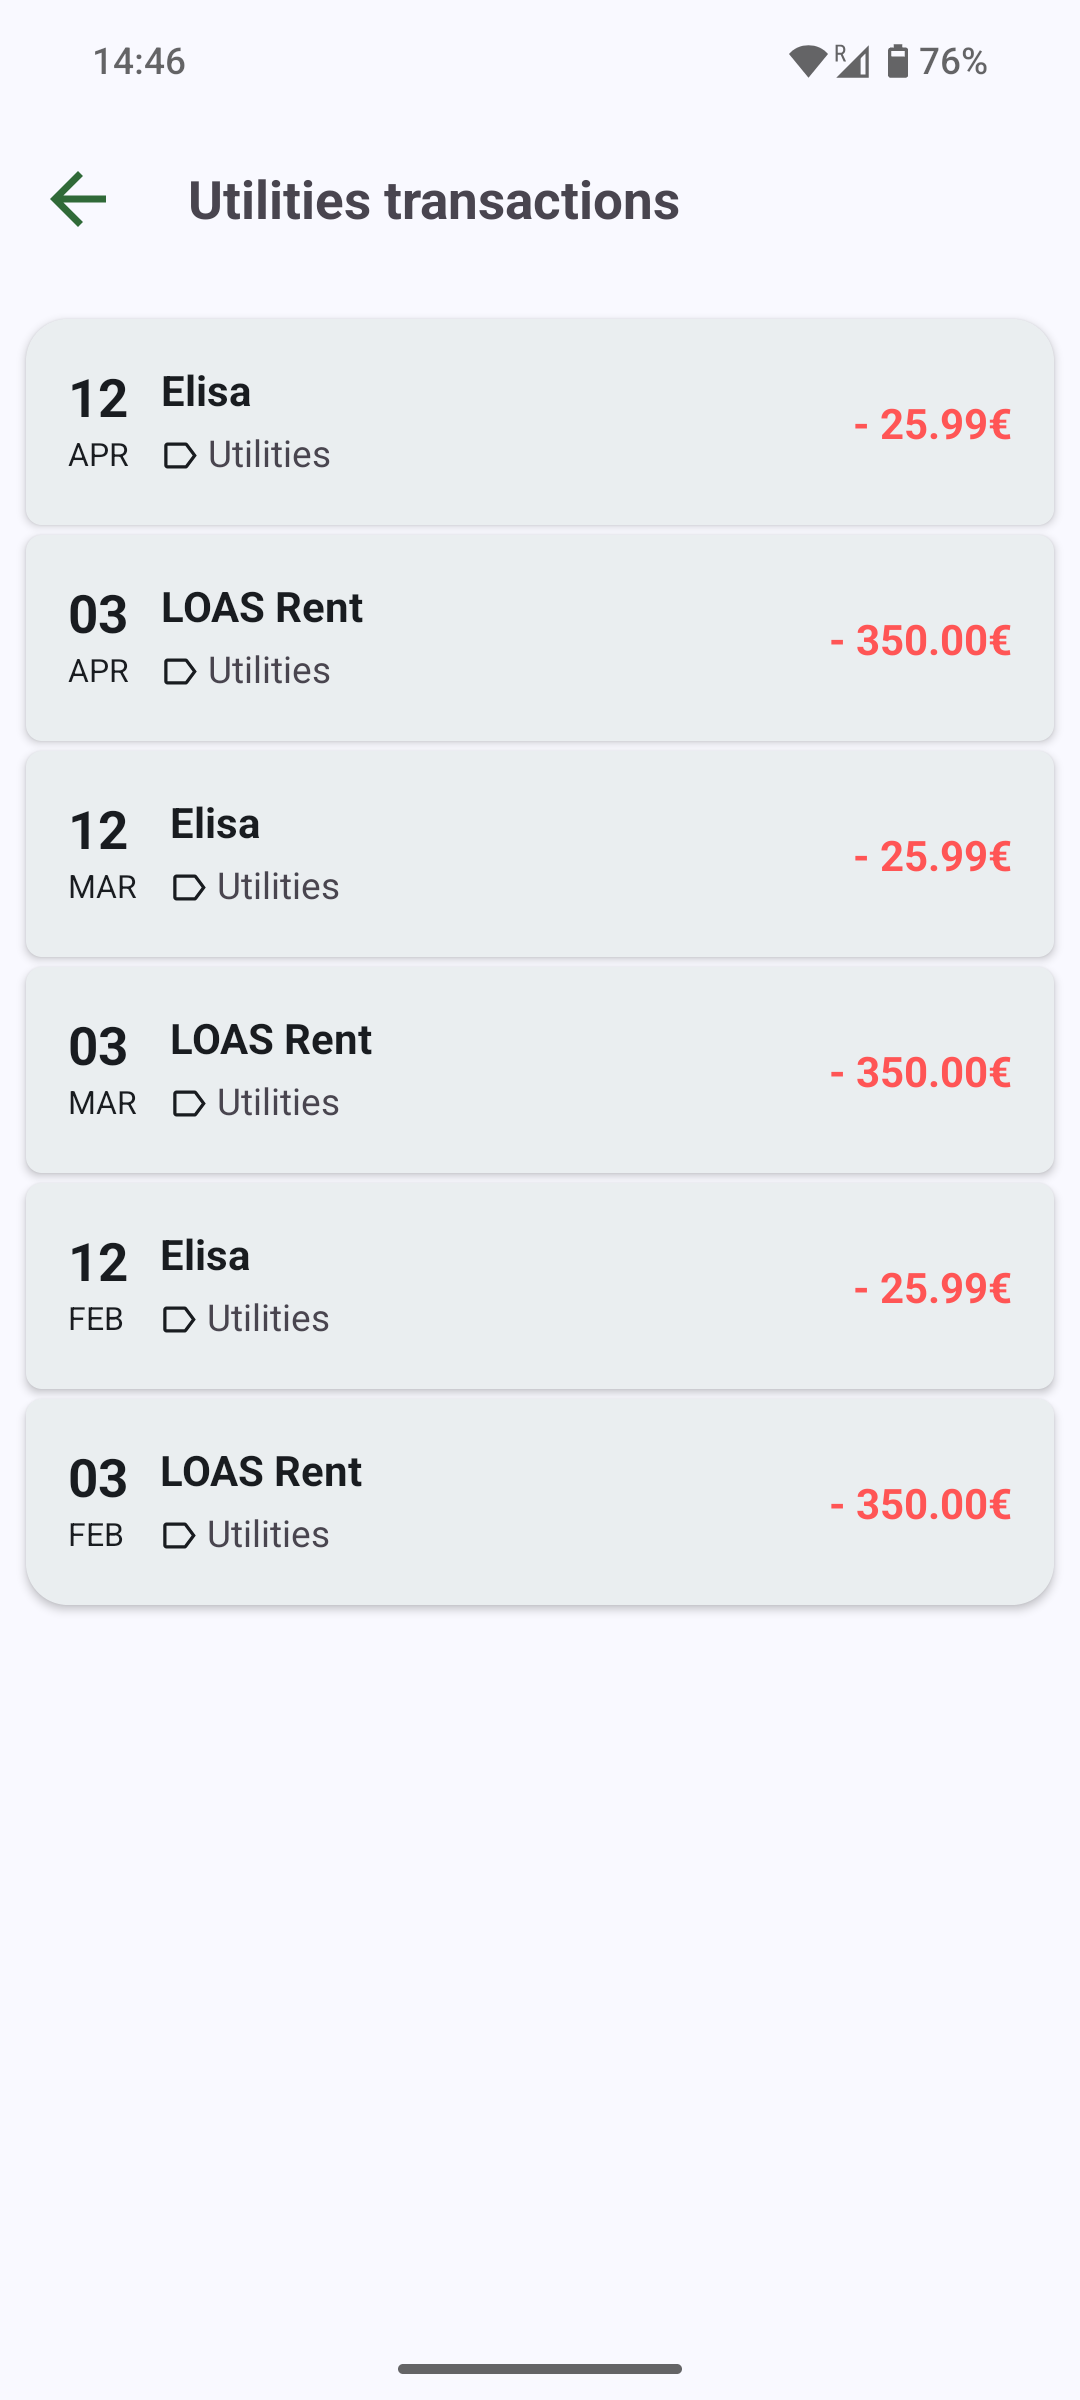 14:46
R 76%
Utilities transactions
12 Elisa
- 25.99€
APR Utilities
03 LOAS Rent
- 350.00€
APR Utilities
12 Elisa
- 25.99€
MAR Utilities
03 LOAS Rent
- 350.00€
MAR Utilities
12 Elisa
- 25.99€
FEB Utilities
03 LOAS Rent
- 350.00€
FEB Utilities